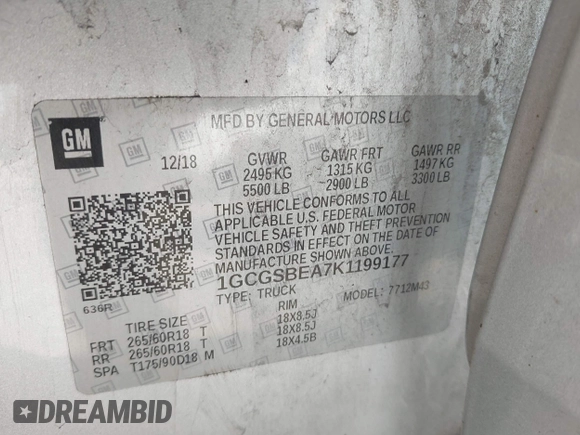 GM
MFD BY GENERAL MOTORS LLC
12/18 GVWR GAWR FRT GAWR RR
2495 KG 1315 KG 1497 KG
5500 LB 2900 LB 3300 LB
THIS VEHICLE CONFORMS TO ALL
APPLICABLE U.S. FEDERAL MOTOR
VEHICLE SAFETY AND THEFT PREVENTION
STANDARDS IN EFFECT ON THE DATE OF
MANUFACTURE SHOWN ABOVE.
1GCGSBEA7K1199177
TYPE: TRUCK MODEL: 7712M43
636R
TIRE SIZE RIM
FRT 265/60R18 T 18X8.5J
RR 265/60R18 T 18X8.5J
SPA T175/90D18 M 18X4.5B
DREAMBID